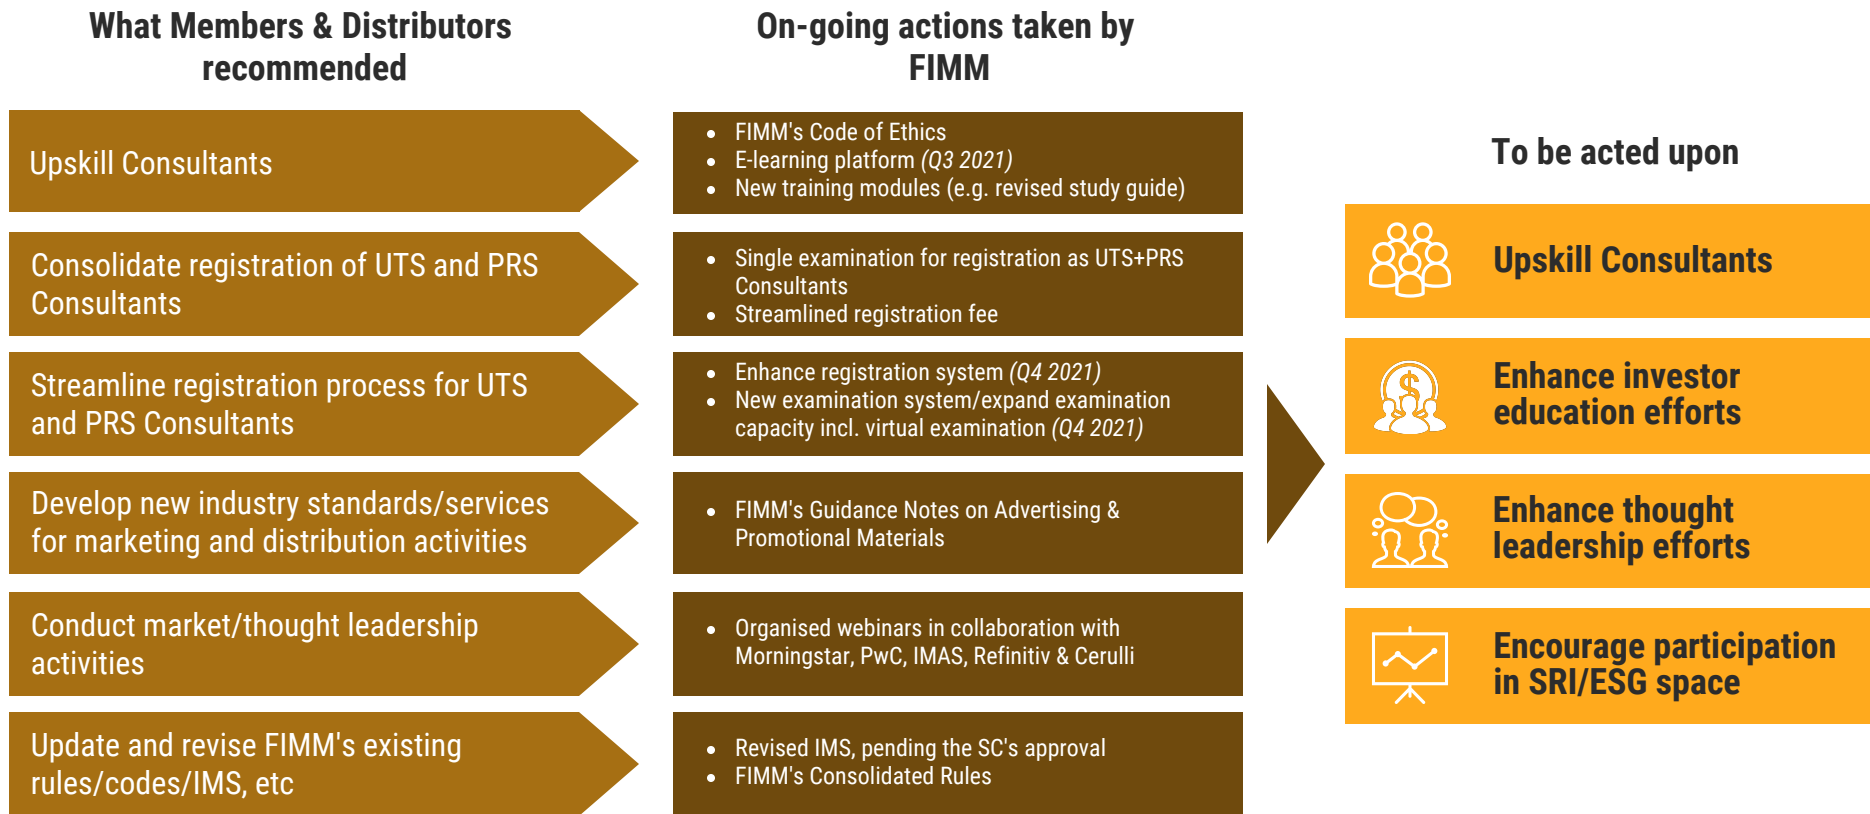 What Members & Distributors
recommended
On-going actions taken by
FIMM
To be acted upon
Upskill Consultants
• FIMM's Code of Ethics
• E-learning platform (Q3 2021)
• New training modules (e.g. revised study guide)
Consolidate registration of UTS and PRS
Consultants
• Single examination for registration as UTS+PRS
Consultants
• Streamlined registration fee
Streamline registration process for UTS
and PRS Consultants
• Enhance registration system (Q4 2021)
• New examination system/expand examination
capacity incl. virtual examination (Q4 2021)
Develop new industry standards/services
for marketing and distribution activities
• FIMM's Guidance Notes on Advertising &
Promotional Materials
Conduct market/thought leadership
activities
• Organised webinars in collaboration with
Morningstar, PwC, IMAS, Refinitiv & Cerulli
Update and revise FIMM's existing
rules/codes/IMS, etc
• Revised IMS, pending the SC's approval
• FIMM's Consolidated Rules
Upskill Consultants
$
Enhance investor
education efforts
Enhance thought
leadership efforts
Encourage participation
in SRI/ESG space